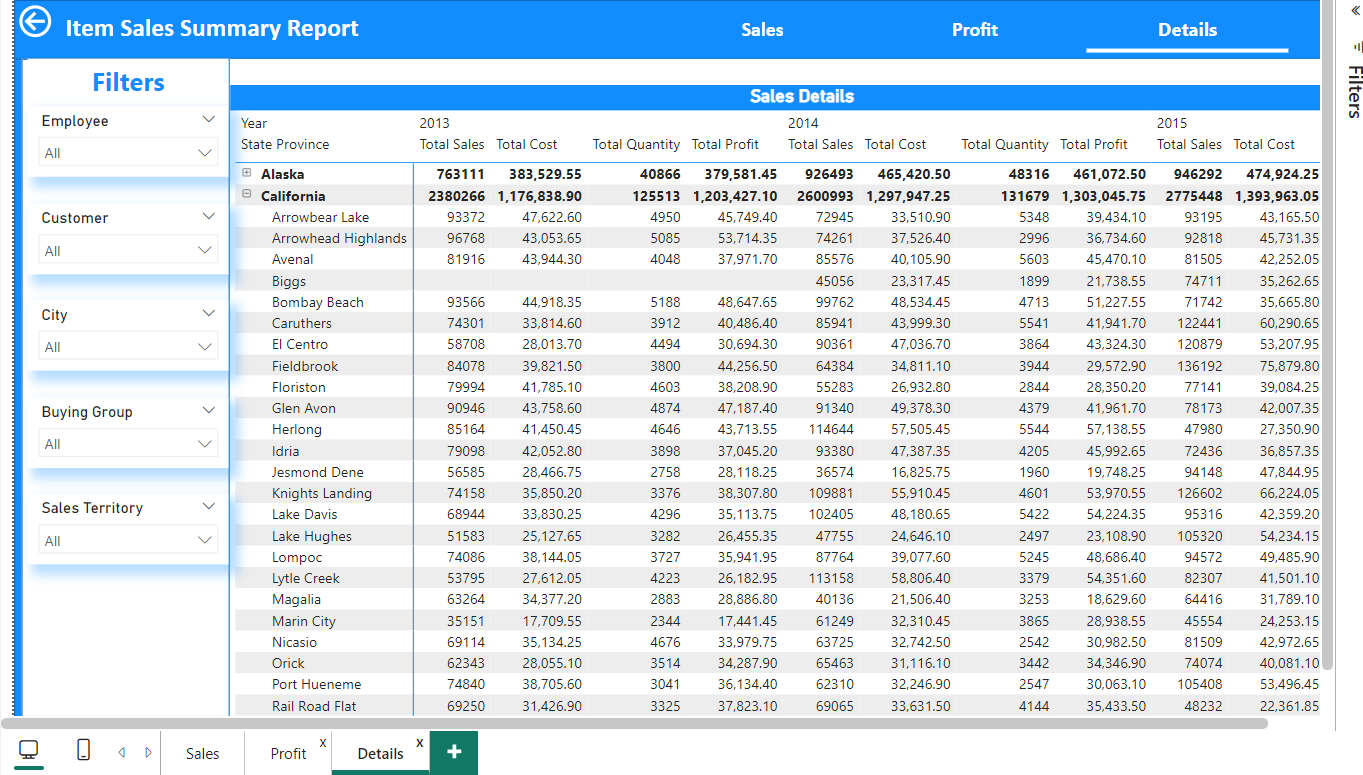 Item Sales Summary Report Sales Profit Details
Filters
Filters
Employee
All
Customer
All
City
All
Buying Group
All
Sales Territory
All
Sales Details
Year 2013 2014 2015
State Province Total Sales Total Cost Total Quantity Total Profit Total Sales Total Cost Total Quantity Total Profit Total Sales Total Cost
Alaska 763111 383,529.55 40866 379,581.45 926493 465,420.50 48316 461,072.50 946292 474,924.25
California 2380266 1,176,838.90 125513 1,203,427.10 2600993 1,297,947.25 131679 1,303,045.75 2775448 1,393,963.05
Arrowbear Lake 93372 47,622.60 4950 45,749.40 72945 33,510.90 5348 39,434.10 93195 43,165.50
Arrowhead Highlands 96768 43,053.65 5085 53,714.35 74261 37,526.40 2996 36,734.60 92818 45,731.35
Avenal 81916 43,944.30 4048 37,971.70 85576 40,105.90 5603 45,470.10 81505 42,252.05
Biggs 45056 23,317.45 1899 21,738.55 74711 35,262.65
Bombay Beach 93566 44,918.35 5188 48,647.65 99762 48,534.45 4713 51,227.55 71742 35,665.80
Caruthers 74301 33,814.60 3912 40,486.40 85941 43,999.30 5541 41,941.70 122441 60,290.65
El Centro 58708 28,013.70 4494 30,694.30 90361 47,036.70 3864 43,324.30 120879 53,207.95
Fieldbrook 84078 39,821.50 3800 44,256.50 64384 34,811.10 3944 29,572.90 136192 75,879.80
Floriston 79994 41,785.10 4603 38,208.90 55283 26,932.80 2844 28,350.20 77141 39,084.25
Glen Avon 90946 43,758.60 4874 47,187.40 91340 49,378.30 4379 41,961.70 78173 42,007.35
Herlong 85164 41,450.45 4646 43,713.55 114644 57,505.45 5544 57,138.55 47980 27,350.90
Idria 79098 42,052.80 3898 37,045.20 93380 47,387.35 4205 45,992.65 72436 36,857.35
Jesmond Dene 56585 28,466.75 2758 28,118.25 36574 16,825.75 1960 19,748.25 94148 47,844.95
Knights Landing 74158 35,850.20 3376 38,307.80 109881 55,910.45 4601 53,970.55 126602 66,224.05
Lake Davis 68944 33,830.25 4296 35,113.75 102405 48,180.65 5422 54,224.35 95316 42,359.20
Lake Hughes 51583 25,127.65 3282 26,455.35 47755 24,646.10 2497 23,108.90 105320 54,234.15
Lompoc 74086 38,144.05 3727 35,941.95 87764 39,077.60 5245 48,686.40 94572 49,485.90
Lytle Creek 53795 27,612.05 4223 26,182.95 113158 58,806.40 3379 54,351.60 82307 41,501.10
Magalia 63264 34,377.20 2883 28,886.80 40136 21,506.40 3253 18,629.60 64416 31,789.10
Marin City 35151 17,709.55 2344 17,441.45 61249 32,310.45 3865 28,938.55 45554 24,253.15
Nicasio 69114 35,134.25 4676 33,979.75 63725 32,742.50 2542 30,982.50 81509 42,972.65
Orick 62343 28,055.10 3514 34,287.90 65463 31,116.10 3442 34,346.90 74074 40,081.10
Port Hueneme 74840 38,705.60 3041 36,134.40 62310 32,246.90 2547 30,063.10 105408 53,496.45
Rail Road Flat 69250 31,426.90 3325 37,823.10 69065 33,631.50 4144 35,433.50 48232 22,361.85
Sales Profit x Details x +